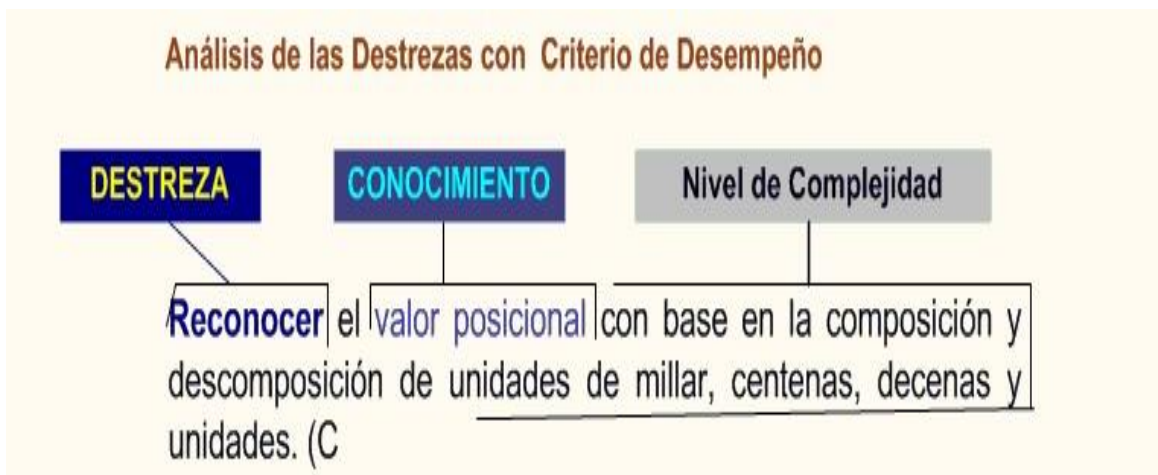 Análisis de las Destrezas con Criterio de Desempeño
DESTREZA
CONOCIMIENTO
Nivel de Complejidad
Reconocer el valor posicional con base en la composición y
descomposición de unidades de millar, centenas, decenas y
unidades. (C